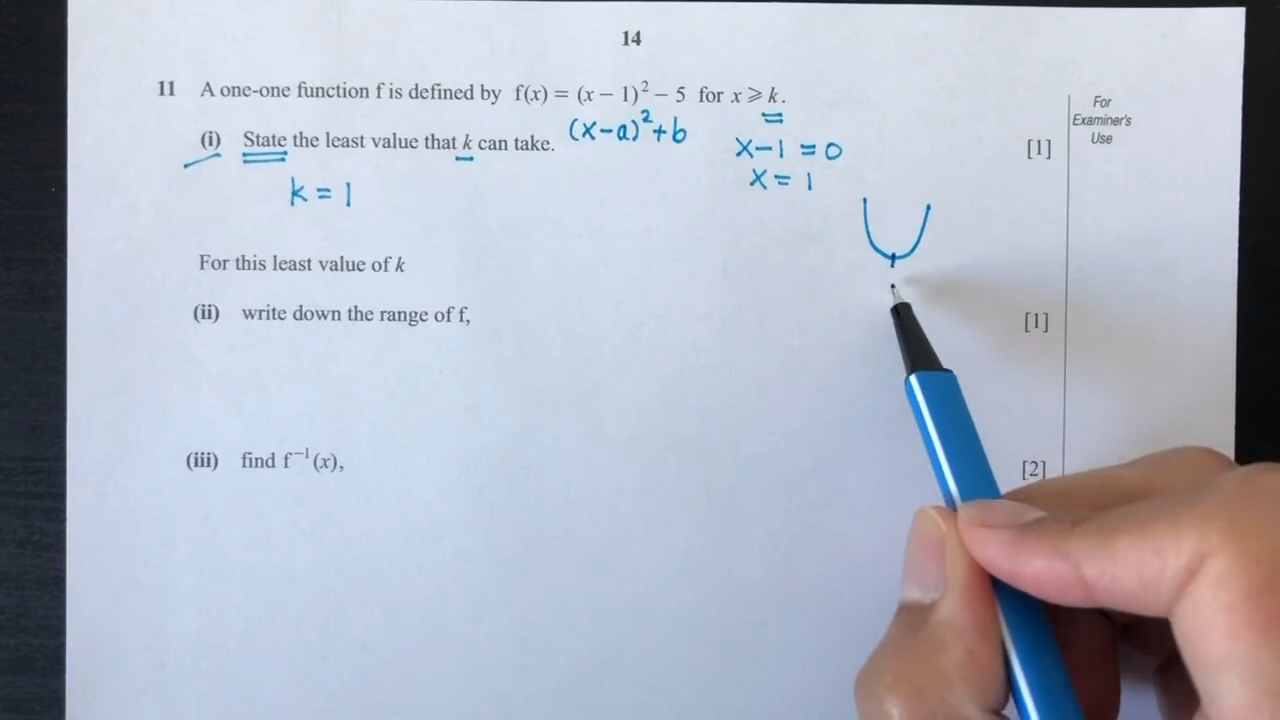 14
11 A one-one function f is defined by f(x) = (x − 1)² − 5 for x ⩾ k.
For
Examiner's
Use
(i) State the least value that k can take. [1]
(x-a)²+b
x-1 = 0
x = 1
k = 1
For this least value of k
(ii) write down the range of f, [1]
(iii) find f⁻¹(x), [2]